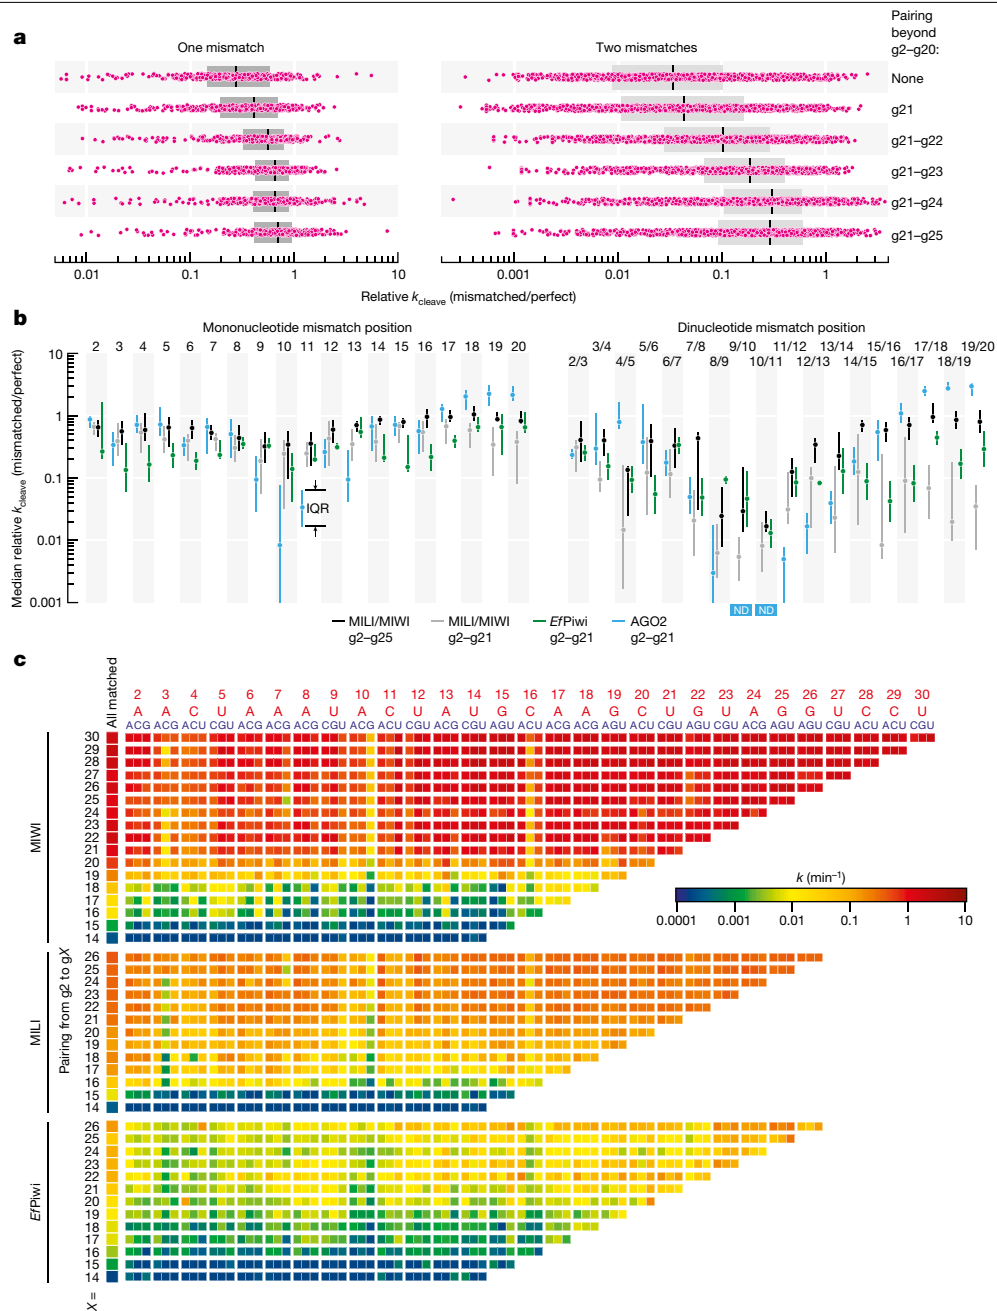 a
One mismatch
Two mismatches
Pairing
beyond
g2–g20:
None
g21
g21–g22
g21–g23
g21–g24
g21–g25
0.01 0.1 1 10
0.001 0.01 0.1 1
Relative kcleave (mismatched/perfect)
b
Mononucleotide mismatch position
Dinucleotide mismatch position
2 3 4 5 6 7 8 9 10 11 12 13 14 15 16 17 18 19 20
3/4 5/6 7/8 9/10 11/12 13/14 15/16 17/18 19/20
2/3 4/5 6/7 8/9 10/11 12/13 14/15 16/17 18/19
Median relative kcleave (mismatched/perfect)
10
1
0.1
0.01
0.001
IQR
ND ND
MILI/MIWI g2–g25
MILI/MIWI g2–g21
EfPiwi g2–g21
AGO2 g2–g21
c
All matched
2 3 4 5 6 7 8 9 10 11 12 13 14 15 16 17 18 19 20 21 22 23 24 25 26 27 28 29 30
A A C U A A A U A C U A U G C A A G C U G U A G G U C C U
ACG ACG ACU CGU ACG ACG ACG CGU ACG ACU CGU ACG CGU AGU ACU ACG ACG AGU ACU CGU AGU CGU ACG AGU AGU CGU ACU ACU CGU
MIWI
30
29
28
27
26
25
24
23
22
21
20
19
18
17
16
15
14
k (min−1)
0.0001 0.001 0.01 0.1 1 10
Pairing from g2 to gX
MILI
26
25
24
23
22
21
20
19
18
17
16
15
14
EfPiwi
26
25
24
23
22
21
20
19
18
17
16
15
14
X =